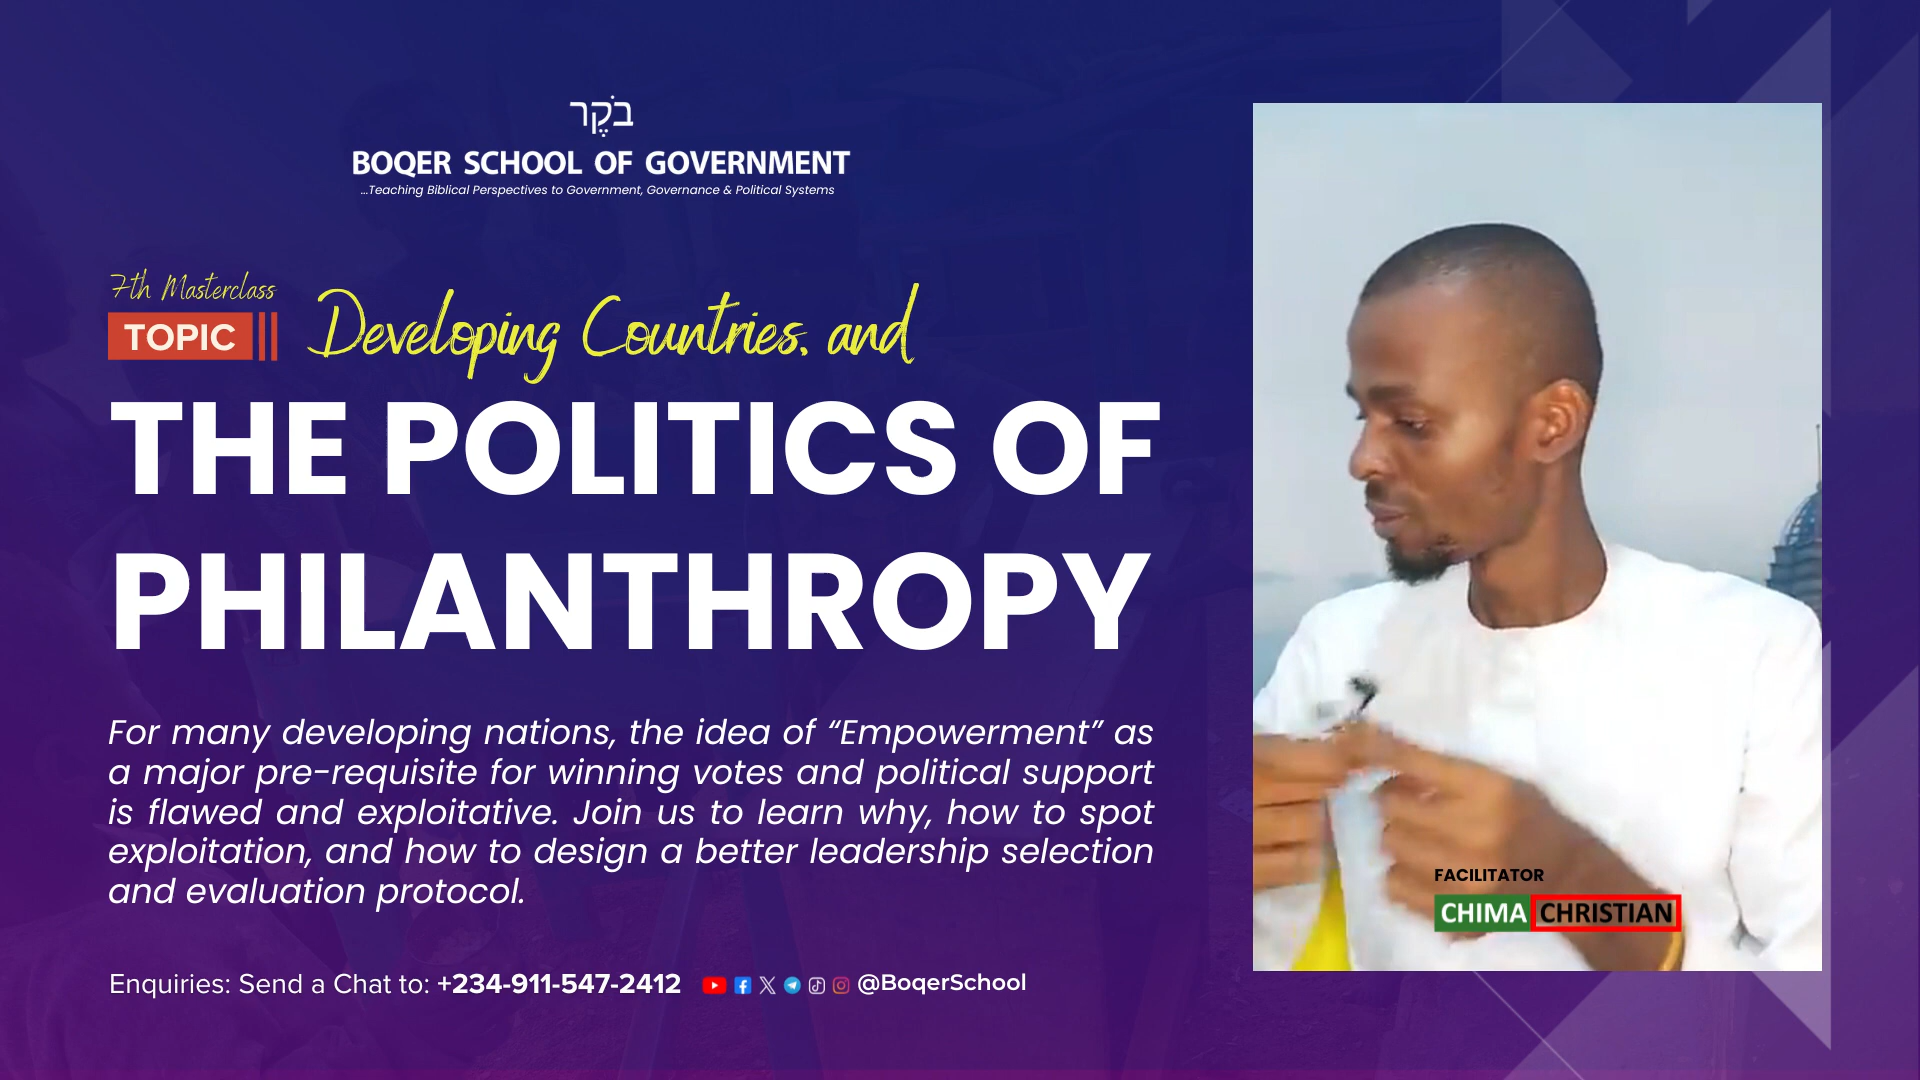 בֹּקֶר
BOQER SCHOOL OF GOVERNMENT
...Teaching Biblical Perspectives to Government, Governance & Political Systems
7th Masterclass
TOPIC
Developing Countries, and
THE POLITICS OF
PHILANTHROPY
For many developing nations, the idea of “Empowerment” as
a major pre-requisite for winning votes and political support
is flawed and exploitative. Join us to learn why, how to spot
exploitation, and how to design a better leadership selection
and evaluation protocol.
Enquiries: Send a Chat to: +234-911-547-2412
@BoqerSchool
FACILITATOR
CHIMA CHRISTIAN